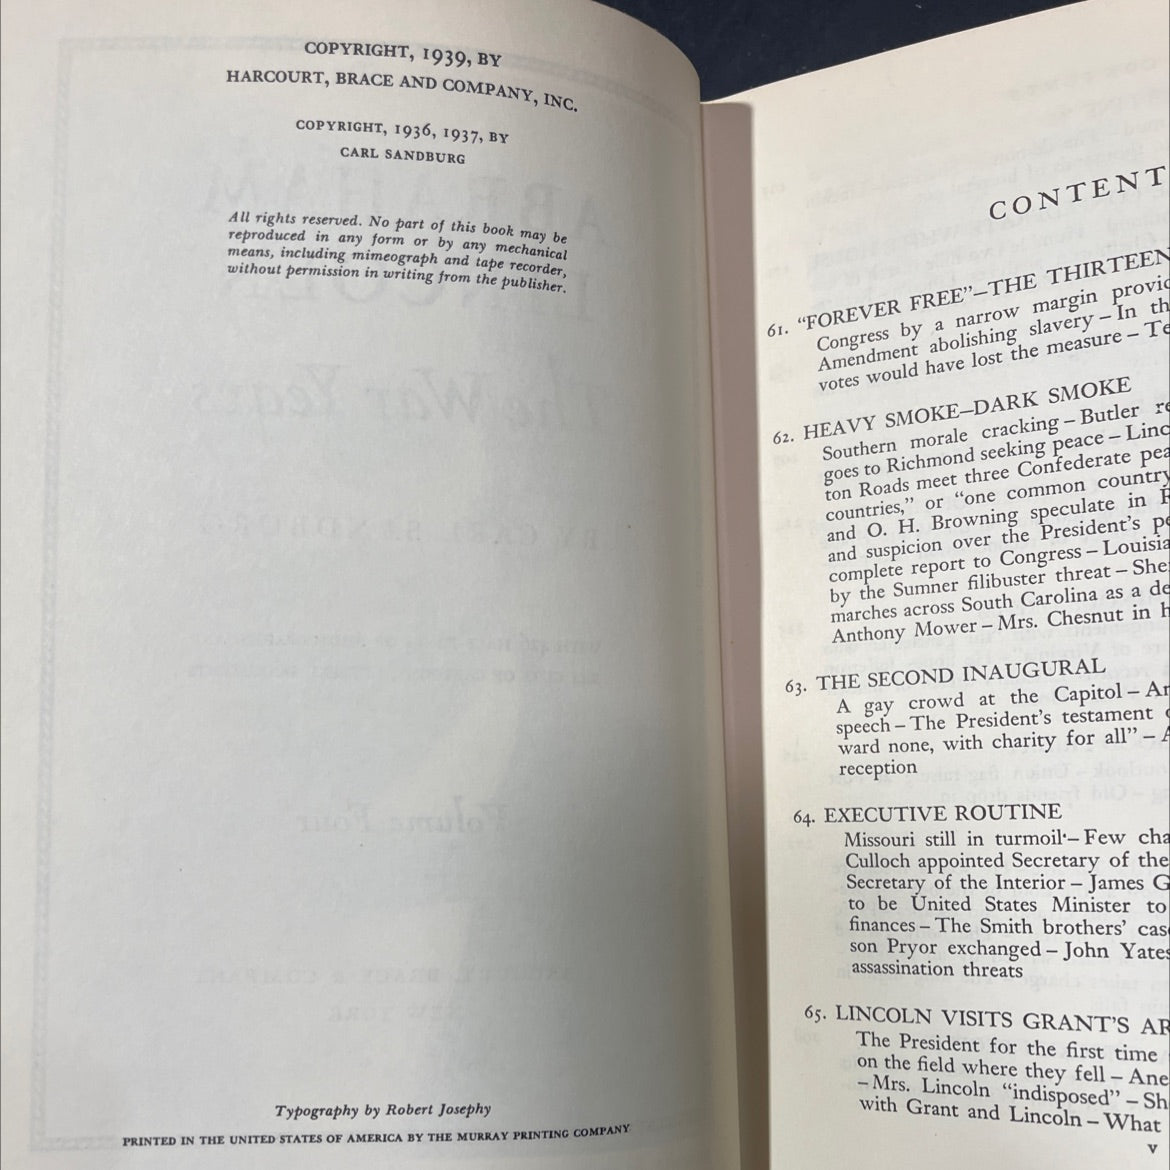 COPYRIGHT, 1939, BY
HARCOURT, BRACE AND COMPANY, INC.
COPYRIGHT, 1936, 1937, BY
CARL SANDBURG
All rights reserved. No part of this book may be
reproduced in any form or by any mechanical
means, including mimeograph and tape recorder,
without permission in writing from the publisher.
Typography by Robert Josephy
PRINTED IN THE UNITED STATES OF AMERICA BY THE MURRAY PRINTING COMPANY
CONTENT
61. “FOREVER FREE”–THE THIRTEEN
Congress by a narrow margin provid
Amendment abolishing slavery – In th
votes would have lost the measure – Te
62. HEAVY SMOKE–DARK SMOKE
Southern morale cracking – Butler re
goes to Richmond seeking peace – Linc
ton Roads meet three Confederate pea
countries,” or “one common country
and O. H. Browning speculate in
and suspicion over the President’s pe
complete report to Congress – Louisia
by the Sumner filibuster threat – She
marches across South Carolina as a de
Anthony Mower – Mrs. Chesnut in h
63. THE SECOND INAUGURAL
A gay crowd at the Capitol – An
speech – The President’s testament
ward none, with charity for all” – A
reception
64. EXECUTIVE ROUTINE
Missouri still in turmoil – Few cha
Culloch appointed Secretary of the
Secretary of the Interior – James G
to be United States Minister to
finances – The Smith brothers’ cas
son Pryor exchanged – John Yates
assassination threats
65. LINCOLN VISITS GRANT’S AR
The President for the first time
on the field where they fell – Ane
– Mrs. Lincoln “indisposed” – Sh
with Grant and Lincoln – What
v